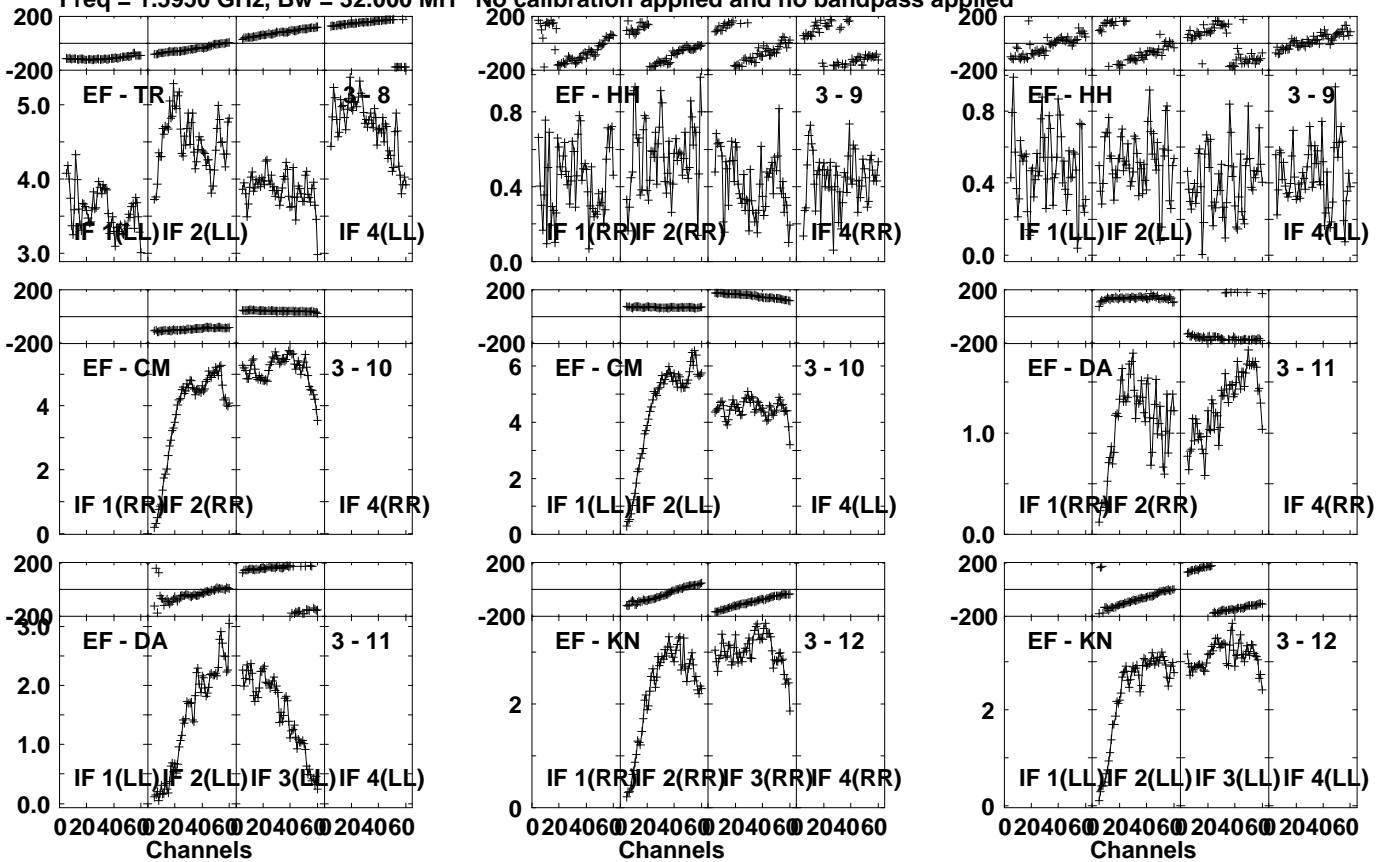 Freq = 1.5950 GHz, Bw = 32.000 MH No calibration applied and no bandpass applied
200
-200
EF - TR
3 - 8
5.0
4.0
3.0
IF 1(LL)
IF 2(LL)
IF 4(LL)
200
-200
EF - HH
3 - 9
0.8
0.4
0.0
IF 1(RR)
IF 2(RR)
IF 4(RR)
200
-200
EF - HH
3 - 9
0.8
0.4
0.0
IF 1(LL)
IF 2(LL)
IF 4(LL)
200
-200
EF - CM
3 - 10
4
2
0
IF 1(RR)
IF 2(RR)
IF 4(RR)
200
-200
EF - CM
3 - 10
6
4
2
0
IF 1(LL)
IF 2(LL)
IF 4(LL)
200
-200
EF - DA
3 - 11
1.0
0.0
IF 1(RR)
IF 2(RR)
IF 4(RR)
200
-200
3.0
EF - DA
3 - 11
2.0
1.0
0.0
IF 1(LL)
IF 2(LL)
IF 3(LL)
IF 4(LL)
0 20 40 60 0 20 40 60 0 20 40 60 0 20 40 60
Channels
200
-200
EF - KN
3 - 12
2
0
IF 1(RR)
IF 2(RR)
IF 3(RR)
IF 4(RR)
0 20 40 60 0 20 40 60 0 20 40 60 0 20 40 60
Channels
200
-200
EF - KN
3 - 12
2
0
IF 1(LL)
IF 2(LL)
IF 3(LL)
IF 4(LL)
0 20 40 60 0 20 40 60 0 20 40 60 0 20 40 60
Channels